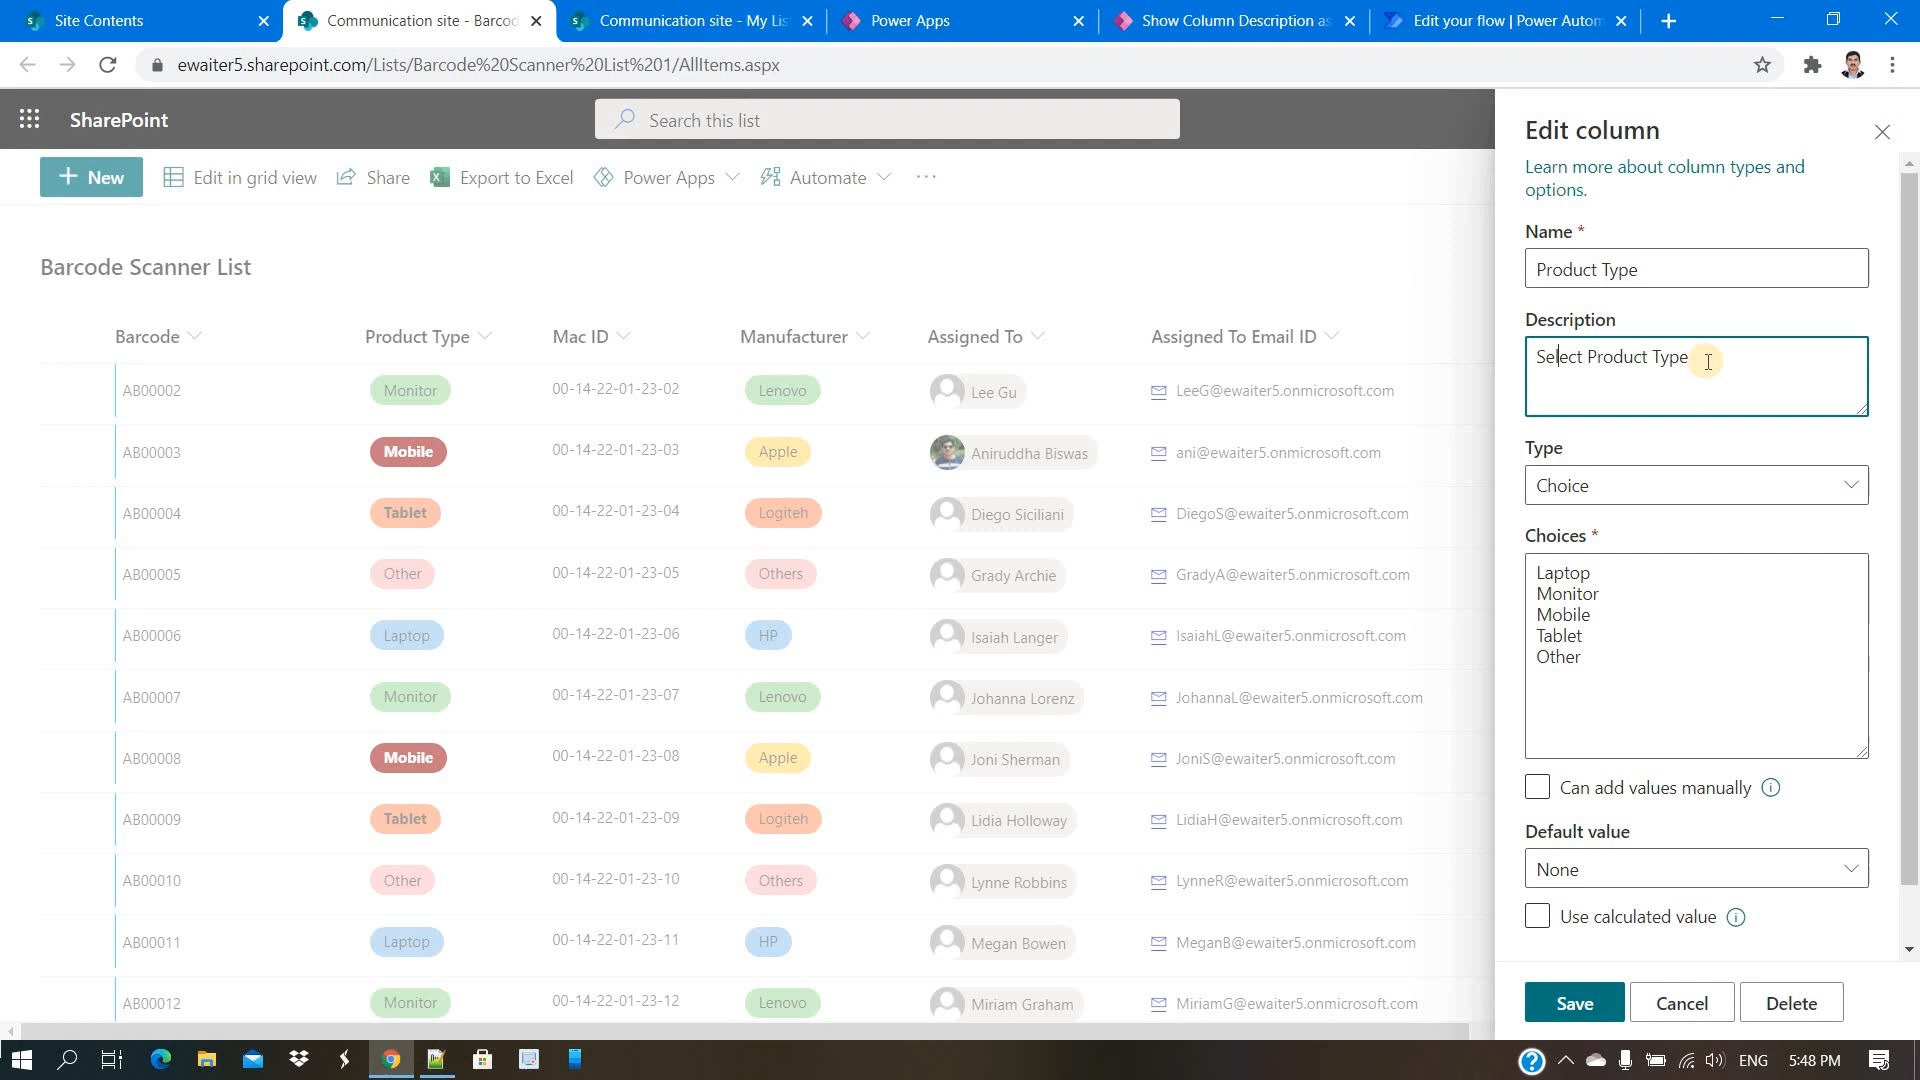 Site Contents
Communication site - Barcod
Communication site - My Lis
Power Apps
Show Column Description as
Edit your flow | Power Autom
ewaiter5.sharepoint.com/Lists/Barcode%20Scanner%20List%201/AllItems.aspx
SharePoint
Search this list
New
Edit in grid view
Share
Export to Excel
Power Apps
Automate
Barcode Scanner List
Barcode Product Type Mac ID Manufacturer Assigned To Assigned To Email ID
AB00002 Monitor 00-14-22-01-23-02 Lenovo Lee Gu LeeG@ewaiter5.onmicrosoft.com
AB00003 Mobile 00-14-22-01-23-03 Apple Aniruddha Biswas ani@ewaiter5.onmicrosoft.com
AB00004 Tablet 00-14-22-01-23-04 Logiteh Diego Siciliani DiegoS@ewaiter5.onmicrosoft.com
AB00005 Other 00-14-22-01-23-05 Others Grady Archie GradyA@ewaiter5.onmicrosoft.com
AB00006 Laptop 00-14-22-01-23-06 HP Isaiah Langer IsaiahL@ewaiter5.onmicrosoft.com
AB00007 Monitor 00-14-22-01-23-07 Lenovo Johanna Lorenz JohannaL@ewaiter5.onmicrosoft.com
AB00008 Mobile 00-14-22-01-23-08 Apple Joni Sherman JoniS@ewaiter5.onmicrosoft.com
AB00009 Tablet 00-14-22-01-23-09 Logiteh Lidia Holloway LidiaH@ewaiter5.onmicrosoft.com
AB00010 Other 00-14-22-01-23-10 Others Lynne Robbins LynneR@ewaiter5.onmicrosoft.com
AB00011 Laptop 00-14-22-01-23-11 HP Megan Bowen MeganB@ewaiter5.onmicrosoft.com
AB00012 Monitor 00-14-22-01-23-12 Lenovo Miriam Graham MiriamG@ewaiter5.onmicrosoft.com
Edit column
Learn more about column types and
options.
Name *
Product Type
Description
Select Product Type
Type
Choice
Choices *
Laptop
Monitor
Mobile
Tablet
Other
Can add values manually
Default value
None
Use calculated value
Save
Cancel
Delete
ENG
5:48 PM